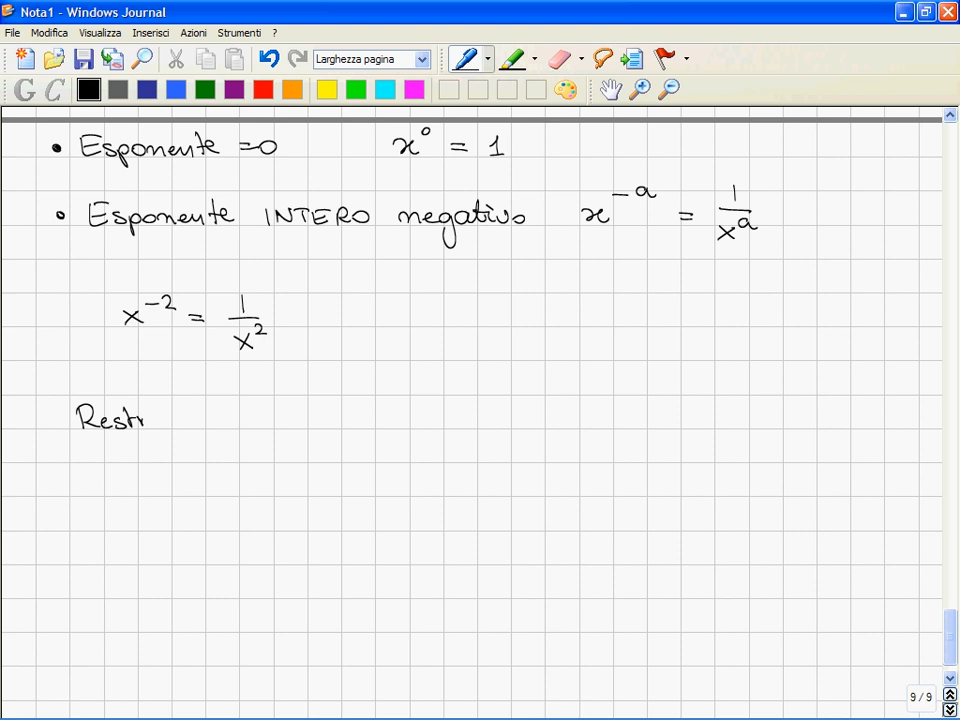 Nota1 - Windows Journal
File Modifica Visualizza Inserisci Azioni Strumenti ?
Larghezza pagina
G C
• Esponente =0 x⁰ = 1
• Esponente INTERO negativo x⁻ᵃ = 1/xᵃ
x⁻² = 1/x²
Restr
9 / 9